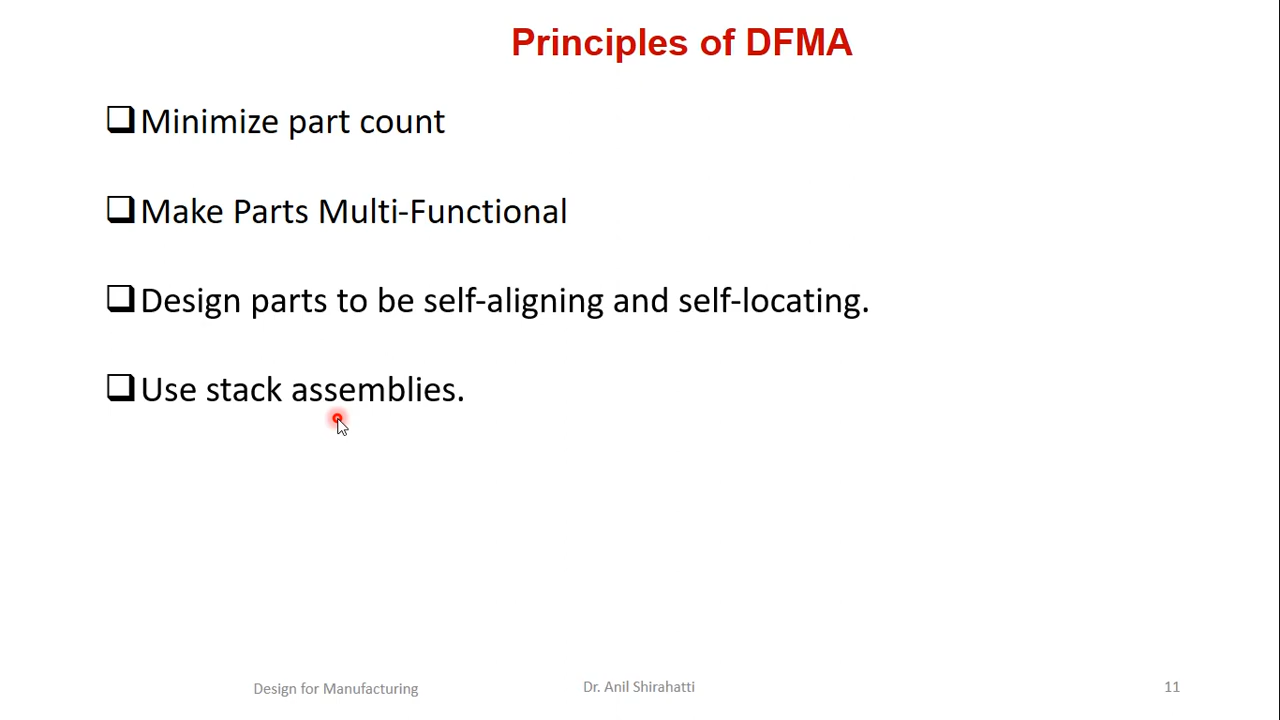 Principles of DFMA
Minimize part count
Make Parts Multi-Functional
Design parts to be self-aligning and self-locating.
Use stack assemblies.
Design for Manufacturing
Dr. Anil Shirahatti
11